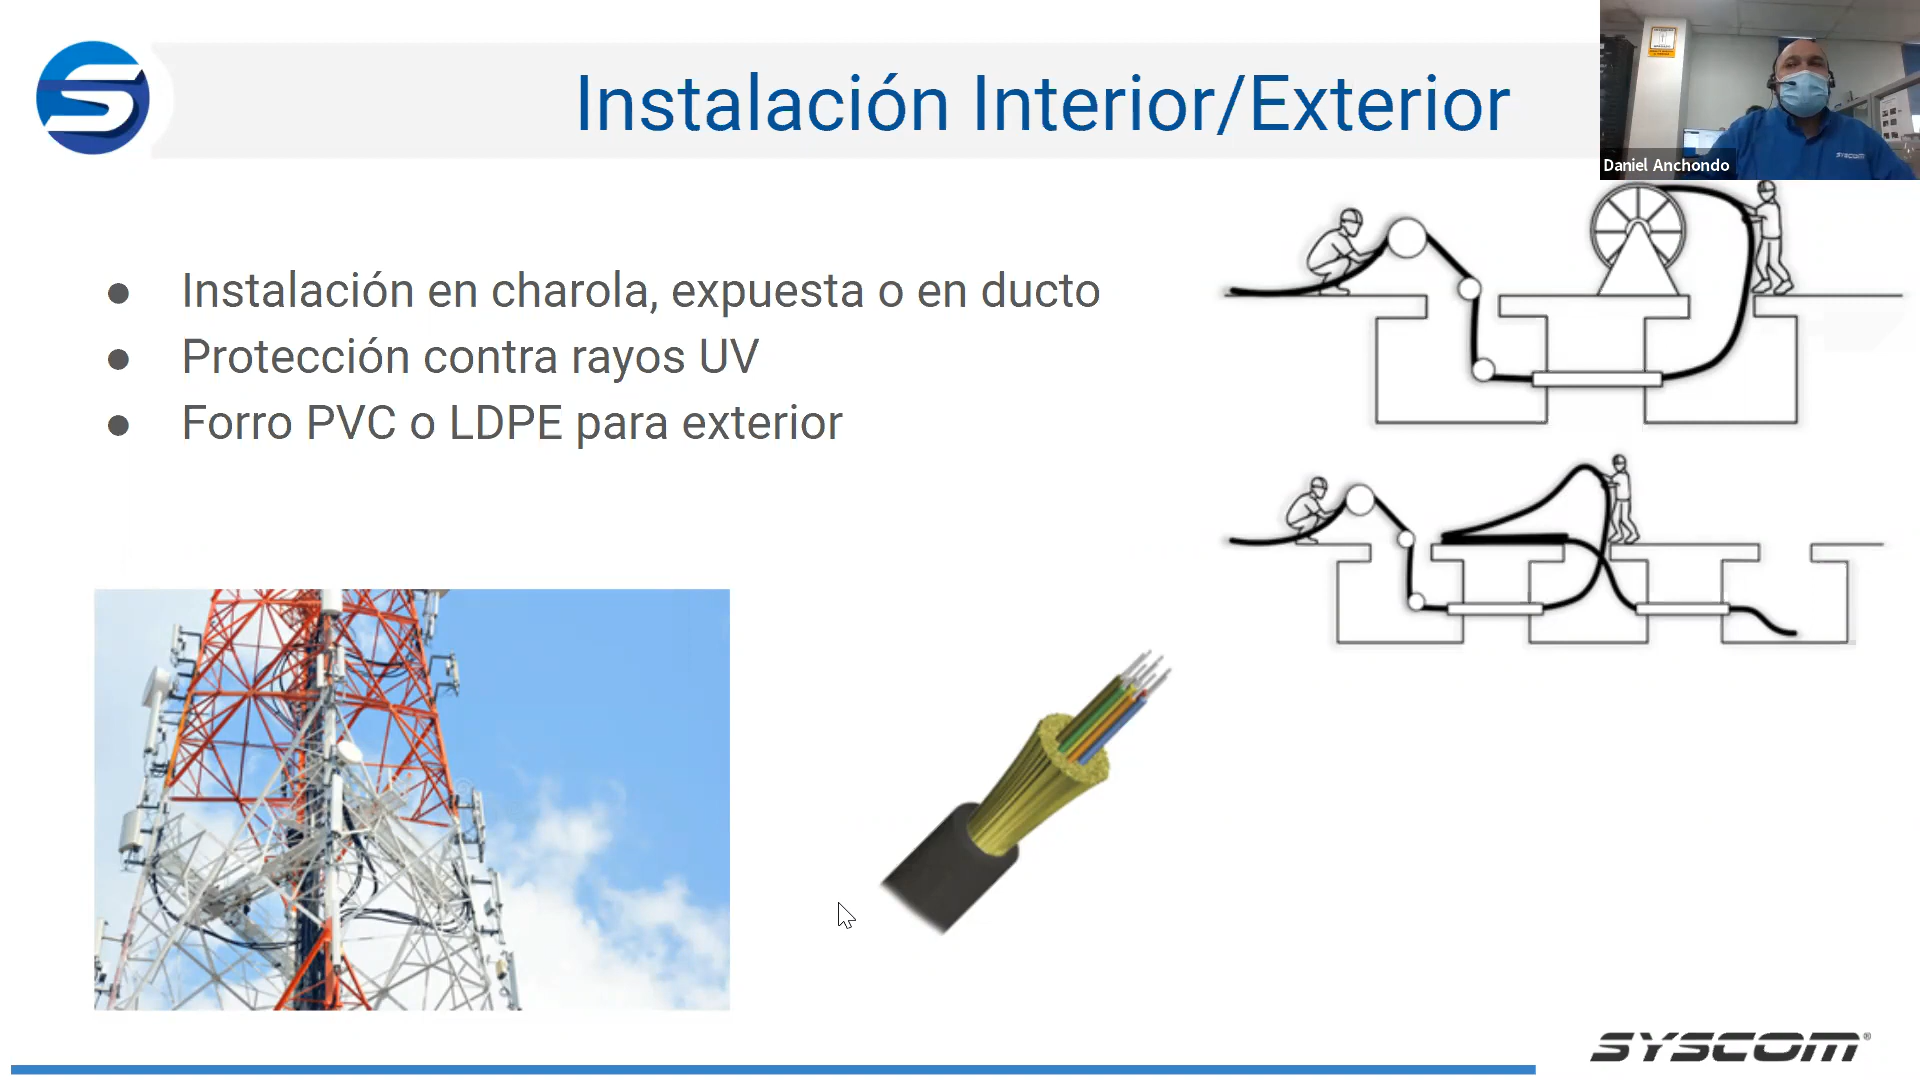 Instalación Interior/Exterior
Daniel Anchondo
SYSCOM
● Instalación en charola, expuesta o en ducto
● Protección contra rayos UV
● Forro PVC o LDPE para exterior
SYSCOM®